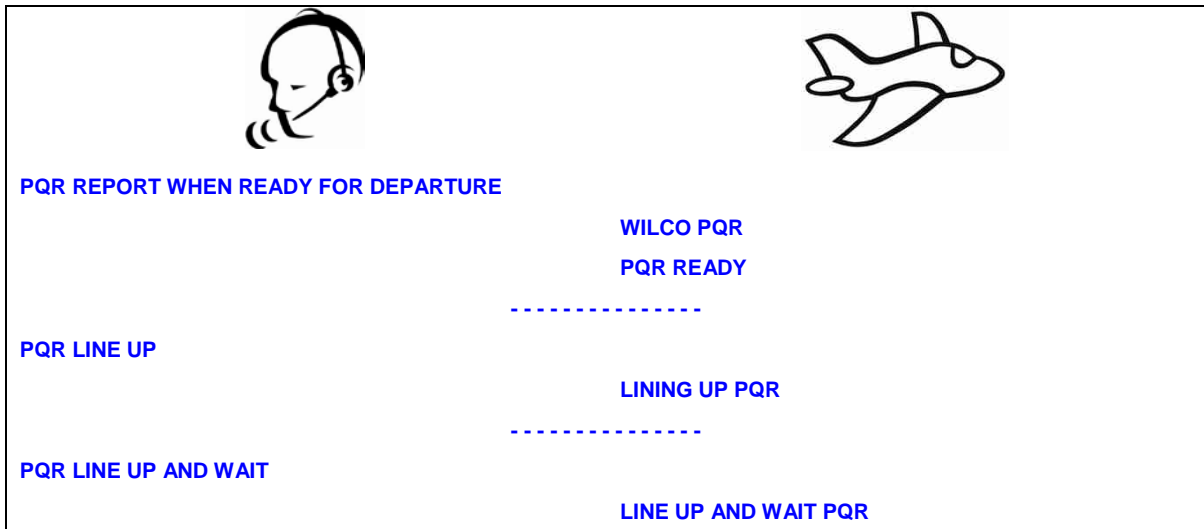 PQR REPORT WHEN READY FOR DEPARTURE
WILCO PQR
PQR READY
- - - - - - - - - - - - - - -
PQR LINE UP
LINING UP PQR
- - - - - - - - - - - - - - -
PQR LINE UP AND WAIT
LINE UP AND WAIT PQR